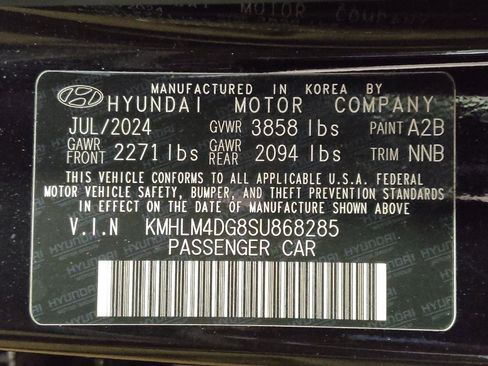 MANUFACTURED IN KOREA BY
HYUNDAI MOTOR COMPANY
JUL/2024 GVWR 3858 lbs PAINT A2B
GAWR FRONT 2271 lbs GAWR REAR 2094 lbs TRIM NNB
THIS VEHICLE CONFORMS TO ALL APPLICABLE U.S.A. FEDERAL
MOTOR VEHICLE SAFETY, BUMPER, AND THEFT PREVENTION STANDARDS
IN EFFECT ON THE DATE OF MANUFACTURE SHOWN ABOVE
V.I.N KMHLM4DG8SU868285
PASSENGER CAR